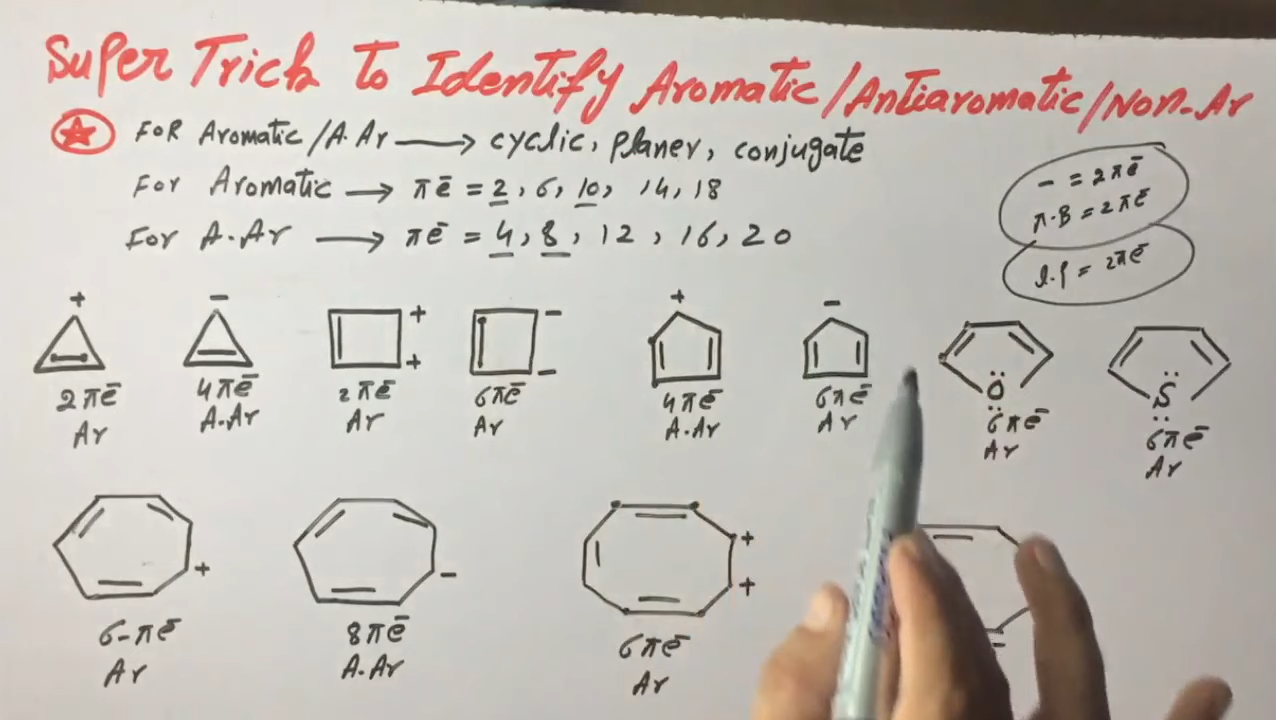 Super Trick to Identify Aromatic/Antiaromatic/Non-Ar
FOR Aromatic/A.Ar → cyclic, planer, conjugate
For Aromatic → πē = 2, 6, 10, 14, 18
For A.Ar → πē = 4, 8, 12, 16, 20
- = 2πē
π.B = 2πē
l.p = 2πē
+ - + - + -
+ -
2πē 4πē 2πē 6πē 4πē 6πē Ö 6πē S̈ 6πē
Ar A.Ar Ar Ar A.Ar Ar Ar Ar
+ - + +
6-πē 8πē 6πē
Ar A.Ar Ar